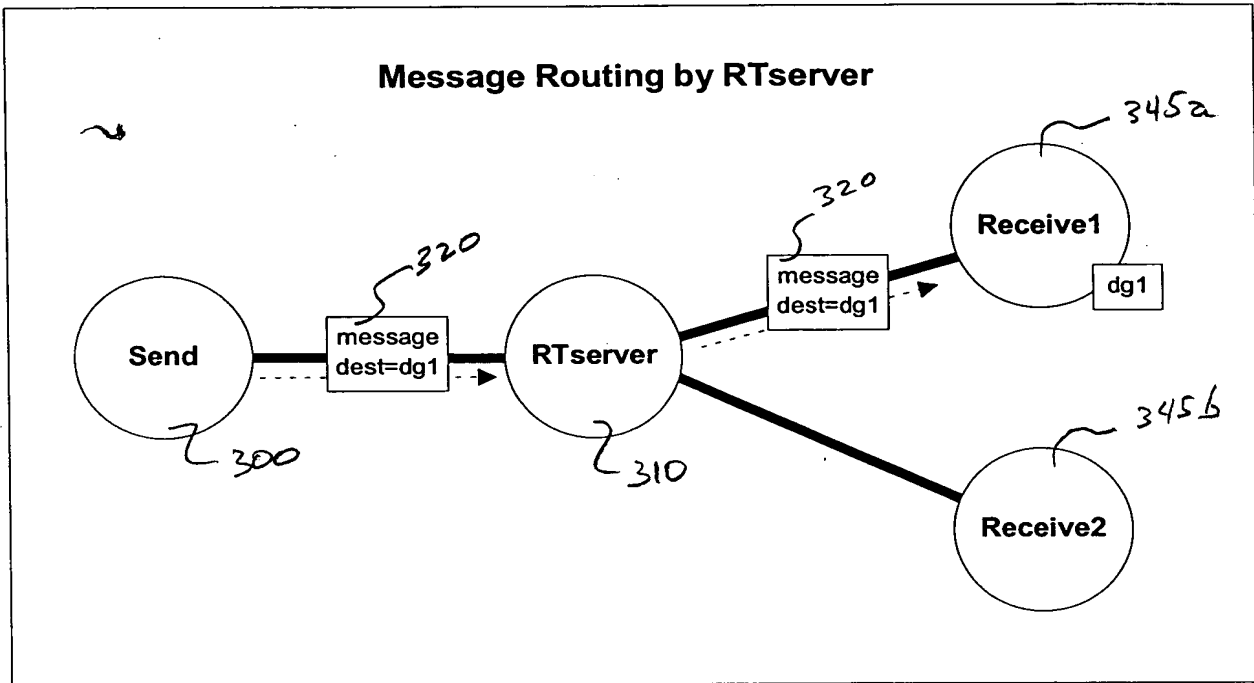 Message Routing by RTserver
345a
320
320
Receive1
message
dest=dg1
dg1
message
dest=dg1
Send
RTserver
300
310
345b
Receive2